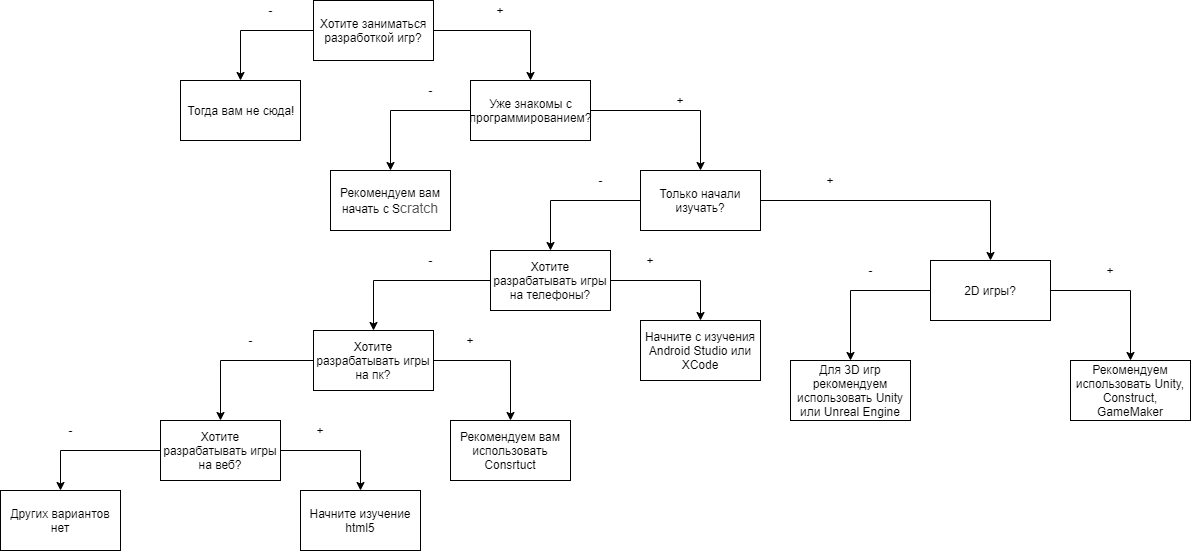 -
+
Хотите заниматься
разработкой игр?
Тогда вам не сюда!
-
+
Уже знакомы с
программированием?
Рекомендуем вам
начать с Scratch
-
+
Только начали
изучать?
-
+
Хотите
разрабатывать игры
на телефоны?
-
+
2D игры?
Начните с изучения
Android Studio или
XCode
-
+
Хотите
разрабатывать игры
на пк?
Для 3D игр
рекомендуем
использовать Unity
или Unreal Engine
Рекомендуем
использовать Unity,
Construct,
GameMaker
-
+
Хотите
разрабатывать игры
на веб?
Рекомендуем вам
использовать
Consrtuct
Других вариантов
нет
Начните изучение
html5